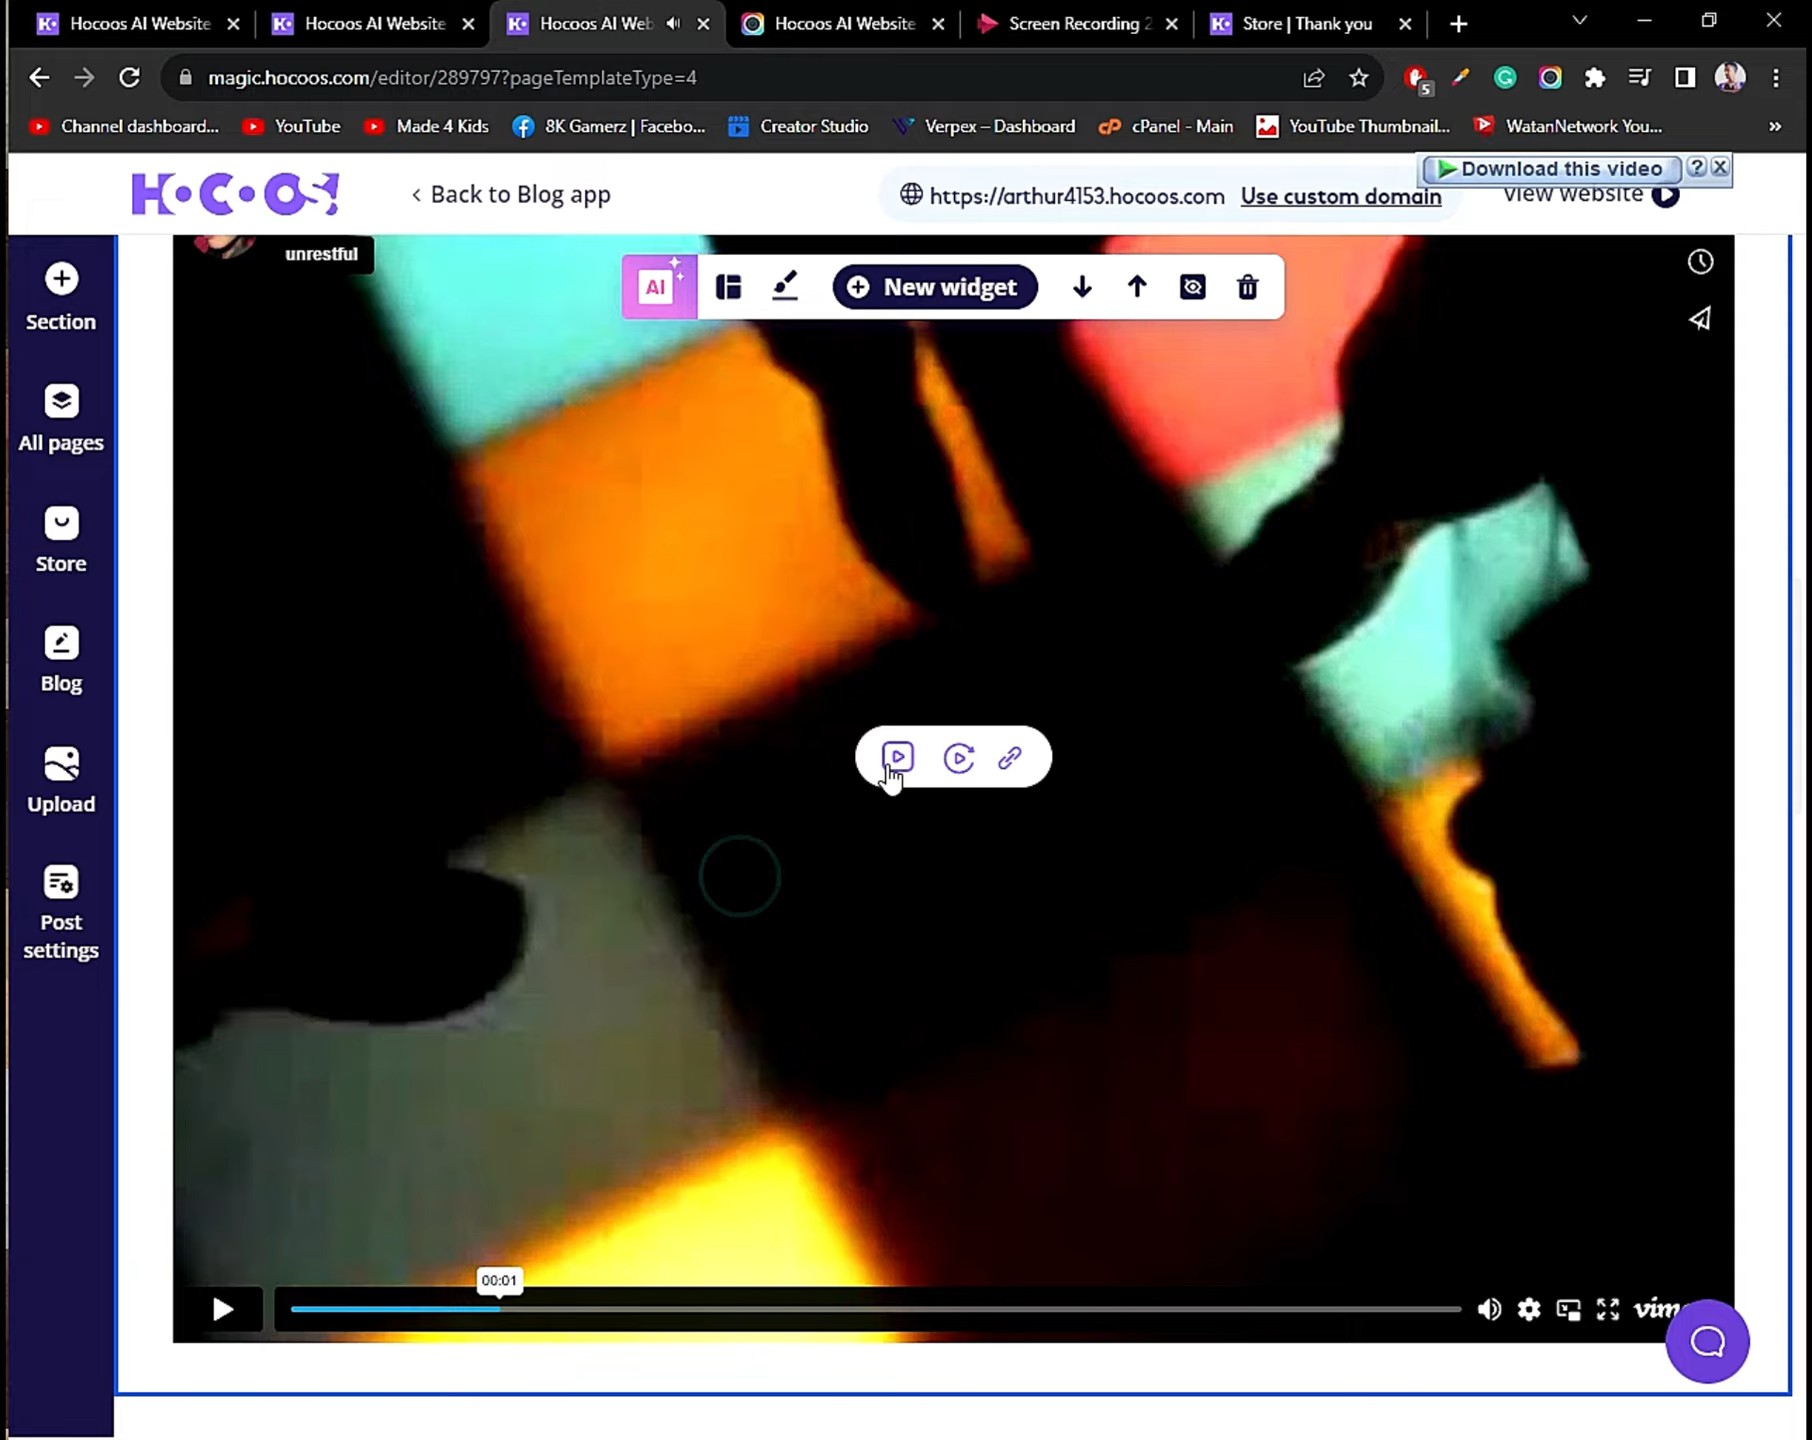 Hocoos AI Website
Hocoos AI Website
Hocoos AI Web
Hocoos AI Website
Screen Recording 2
Store | Thank you
magic.hocoos.com/editor/289797?pageTemplateType=4
5
Channel dashboard...
YouTube
Made 4 Kids
8K Gamerz | Facebo...
Creator Studio
Verpex – Dashboard
cPanel - Main
YouTube Thumbnail...
WatanNetwork You...
Download this video
HOCOOS
Back to Blog app
https://arthur4153.hocoos.com
Use custom domain
View website
unrestful
AI
New widget
Section
All pages
Store
Blog
Upload
Post
settings
00:01
vim